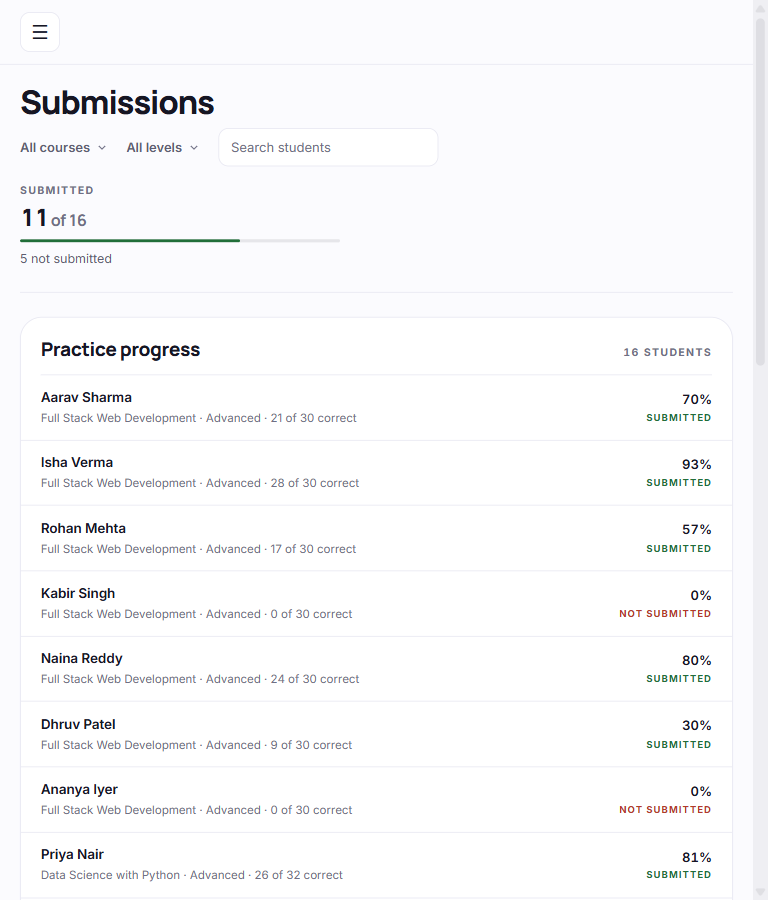 ☰
Submissions
All courses All levels Search students
SUBMITTED
11 of 16
5 not submitted
Practice progress 16 STUDENTS
Aarav Sharma 70%
Full Stack Web Development · Advanced · 21 of 30 correct SUBMITTED
Isha Verma 93%
Full Stack Web Development · Advanced · 28 of 30 correct SUBMITTED
Rohan Mehta 57%
Full Stack Web Development · Advanced · 17 of 30 correct SUBMITTED
Kabir Singh 0%
Full Stack Web Development · Advanced · 0 of 30 correct NOT SUBMITTED
Naina Reddy 80%
Full Stack Web Development · Advanced · 24 of 30 correct SUBMITTED
Dhruv Patel 30%
Full Stack Web Development · Advanced · 9 of 30 correct SUBMITTED
Ananya Iyer 0%
Full Stack Web Development · Advanced · 0 of 30 correct NOT SUBMITTED
Priya Nair 81%
Data Science with Python · Advanced · 26 of 32 correct SUBMITTED